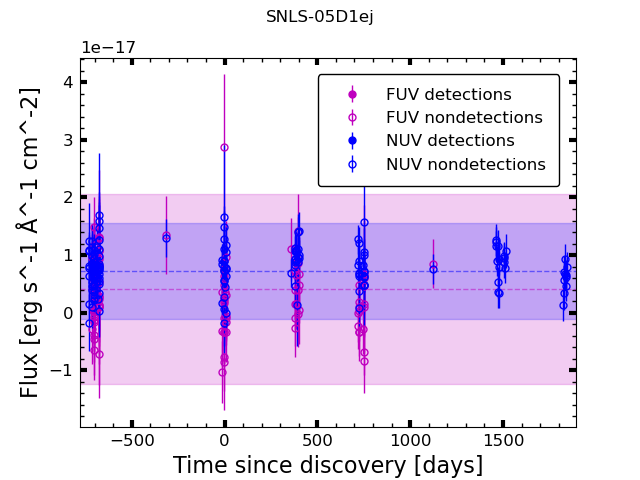 SNLS-05D1ej
1e−17
FUV detections
FUV nondetections
NUV detections
NUV nondetections
4
3
2
1
0
−1
−500
0
500
1000
1500
Time since discovery [days]
Flux [erg s^-1 Å^-1 cm^-2]